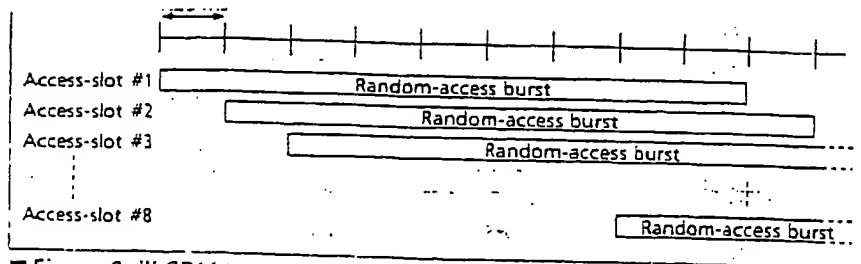 Access-slot #1 Random-access burst
Access-slot #2 Random-access burst
Access-slot #3 Random-access burst
Access-slot #8 Random-access burst